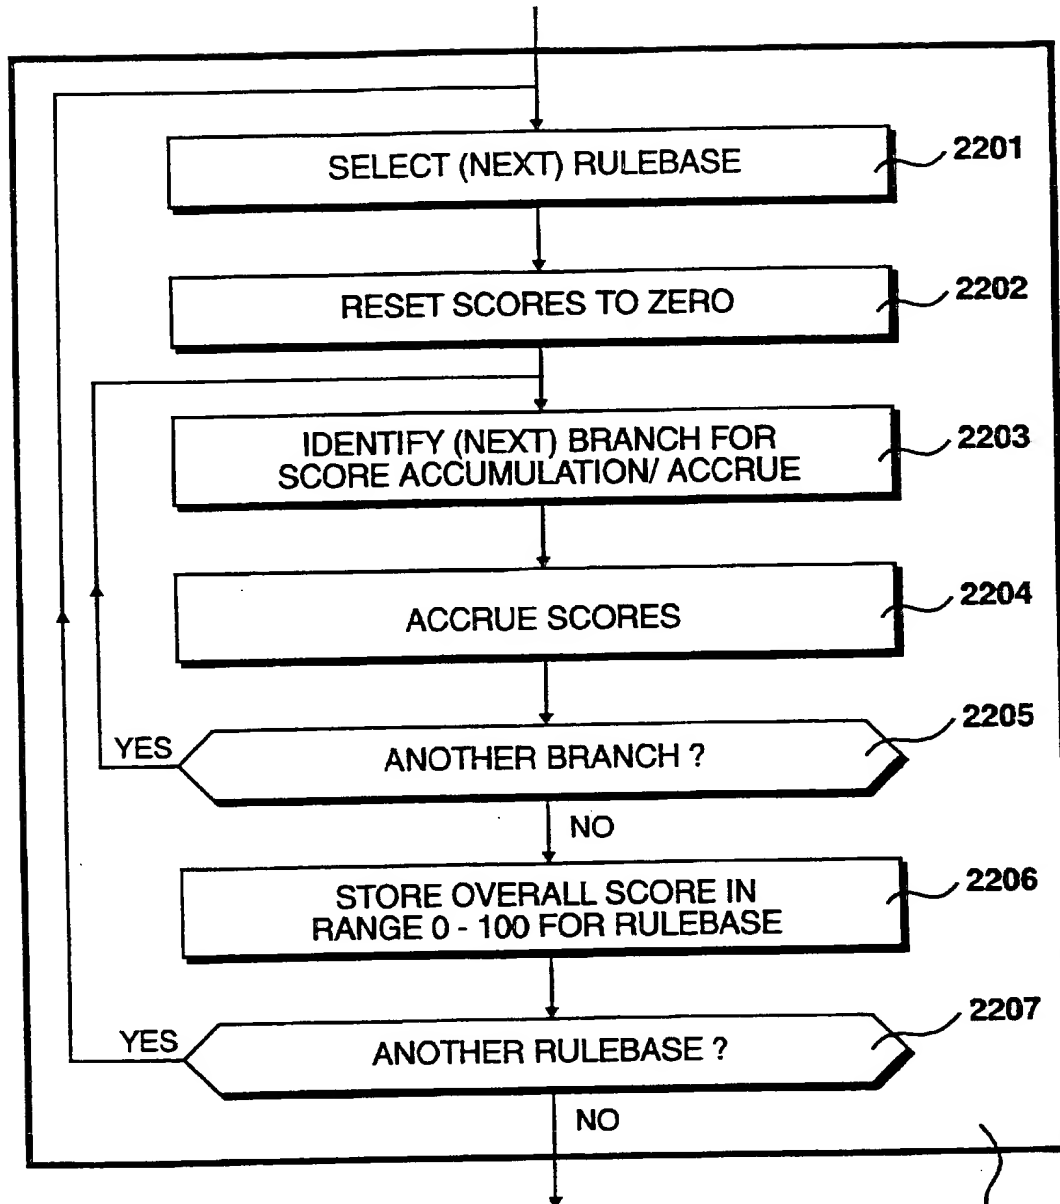 SELECT (NEXT) RULEBASE
2201
RESET SCORES TO ZERO
2202
IDENTIFY (NEXT) BRANCH FOR
SCORE ACCUMULATION/ ACCRUE
2203
ACCRUE SCORES
2204
ANOTHER BRANCH ?
2205
YES
NO
STORE OVERALL SCORE IN
RANGE 0 - 100 FOR RULEBASE
2206
ANOTHER RULEBASE ?
2207
YES
NO